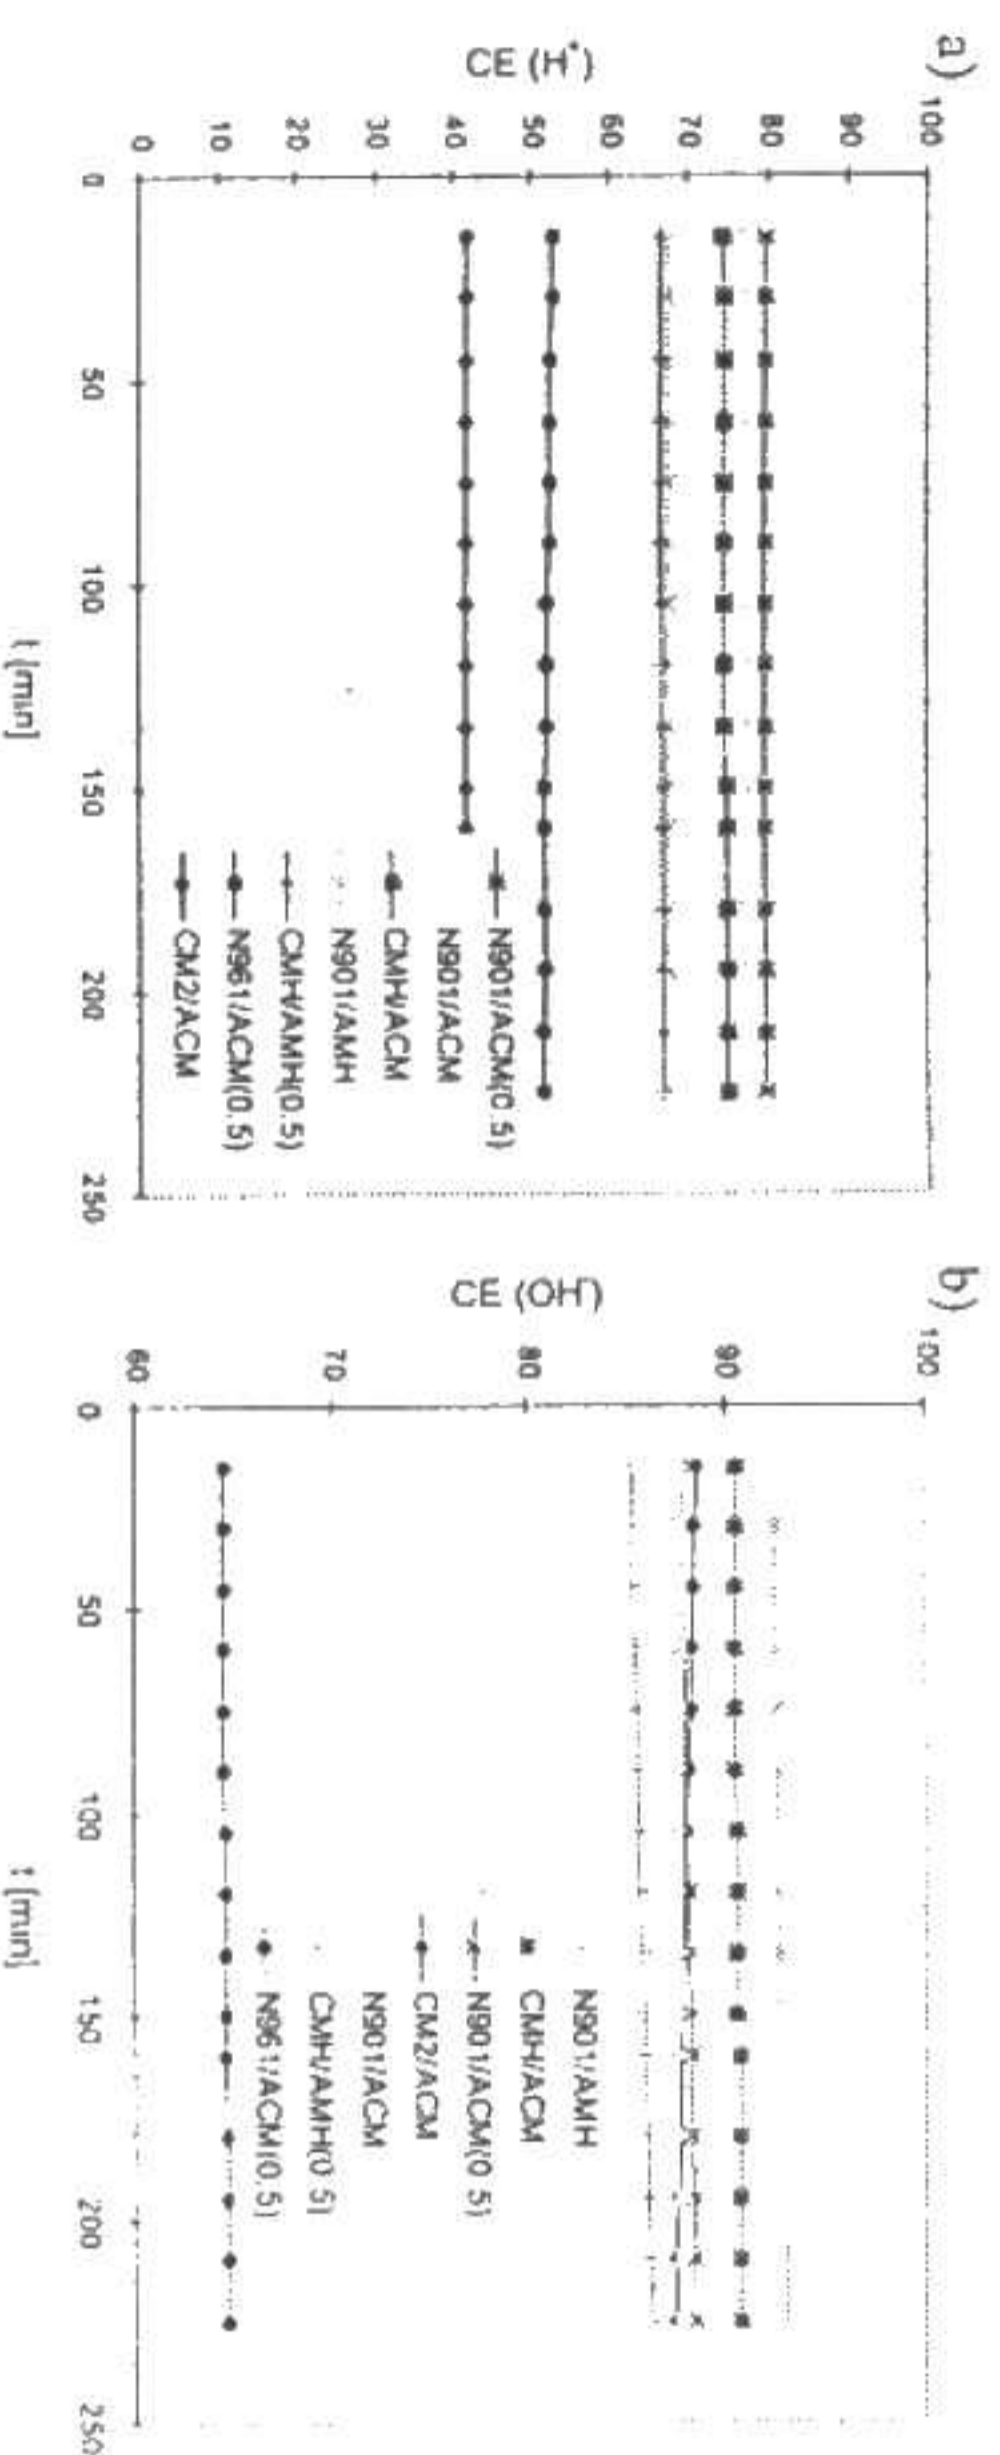 a)
CE (H⁺)
100
90
80
70
60
50
40
30
20
10
0
0 50 100 150 200 250
t [min]
N901/ACM(0.5)
N901/ACM
CMH/ACM
N901/AMH
CMH/AMH(0.5)
N961/ACM(0.5)
CM2/ACM
b)
CE (OH⁻)
100
90
80
70
60
0 50 100 150 200 250
t [min]
N901/AMH
CMH/ACM
N901/ACM(0.5)
CM2/ACM
N901/ACM
CMH/AMH(0.5)
N961/ACM(0.5)